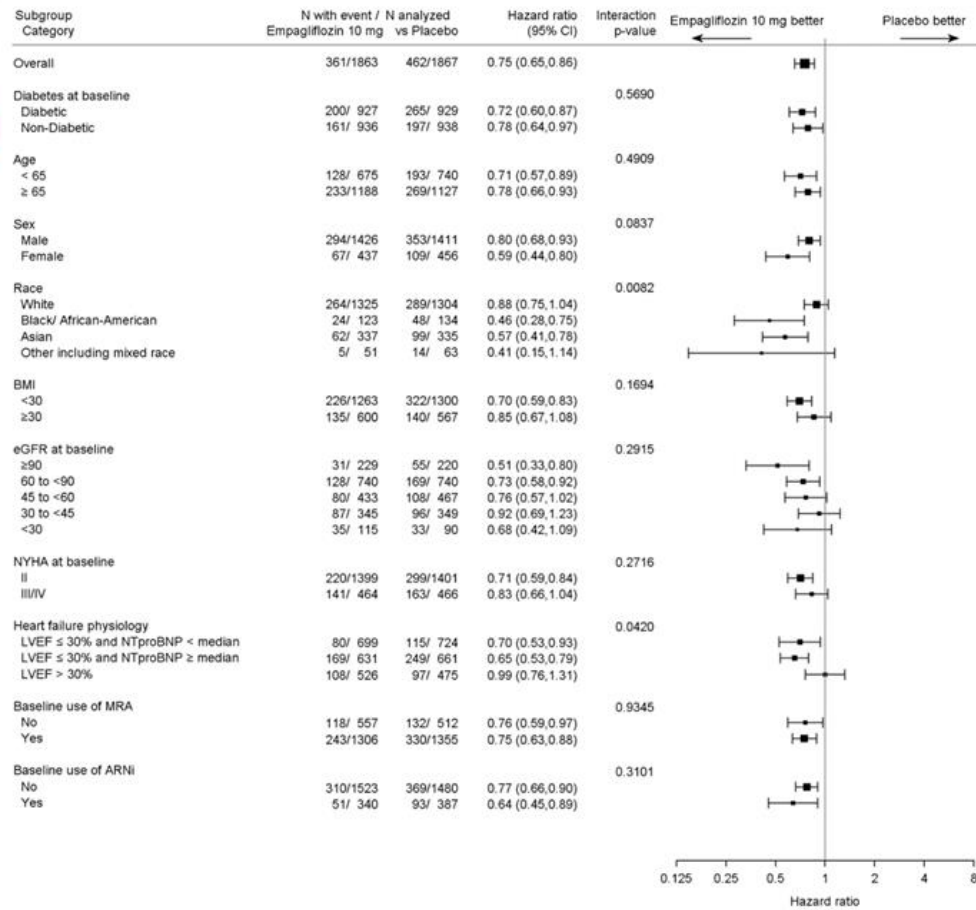 Subgroup N with event / N analyzed Hazard ratio Interaction Empagliflozin 10 mg better Placebo better
Category Empagliflozin 10 mg vs Placebo (95% CI) p-value
Overall 361/1863 462/1867 0.75 (0.65,0.86)
Diabetes at baseline 0.5690
Diabetic 200/ 927 265/ 929 0.72 (0.60,0.87)
Non-Diabetic 161/ 936 197/ 938 0.78 (0.64,0.97)
Age 0.4909
< 65 128/ 675 193/ 740 0.71 (0.57,0.89)
≥ 65 233/1188 269/1127 0.78 (0.66,0.93)
Sex 0.0837
Male 294/1426 353/1411 0.80 (0.68,0.93)
Female 67/ 437 109/ 456 0.59 (0.44,0.80)
Race 0.0082
White 264/1325 289/1304 0.88 (0.75,1.04)
Black/ African-American 24/ 123 48/ 134 0.46 (0.28,0.75)
Asian 62/ 337 99/ 335 0.57 (0.41,0.78)
Other including mixed race 5/ 51 14/ 63 0.41 (0.15,1.14)
BMI 0.1694
<30 226/1263 322/1300 0.70 (0.59,0.83)
≥30 135/ 600 140/ 567 0.85 (0.67,1.08)
eGFR at baseline 0.2915
≥90 31/ 229 55/ 220 0.51 (0.33,0.80)
60 to <90 128/ 740 169/ 740 0.73 (0.58,0.92)
45 to <60 80/ 433 108/ 467 0.76 (0.57,1.02)
30 to <45 87/ 345 96/ 349 0.92 (0.69,1.23)
<30 35/ 115 33/ 90 0.68 (0.42,1.09)
NYHA at baseline 0.2716
II 220/1399 299/1401 0.71 (0.59,0.84)
III/IV 141/ 464 163/ 466 0.83 (0.66,1.04)
Heart failure physiology 0.0420
LVEF ≤ 30% and NTproBNP < median 80/ 699 115/ 724 0.70 (0.53,0.93)
LVEF ≤ 30% and NTproBNP ≥ median 169/ 631 249/ 661 0.65 (0.53,0.79)
LVEF > 30% 108/ 526 97/ 475 0.99 (0.76,1.31)
Baseline use of MRA 0.9345
No 118/ 557 132/ 512 0.76 (0.59,0.97)
Yes 243/1306 330/1355 0.75 (0.63,0.88)
Baseline use of ARNi 0.3101
No 310/1523 369/1480 0.77 (0.66,0.90)
Yes 51/ 340 93/ 387 0.64 (0.45,0.89)
0.125 0.25 0.5 1 2 4 8
Hazard ratio